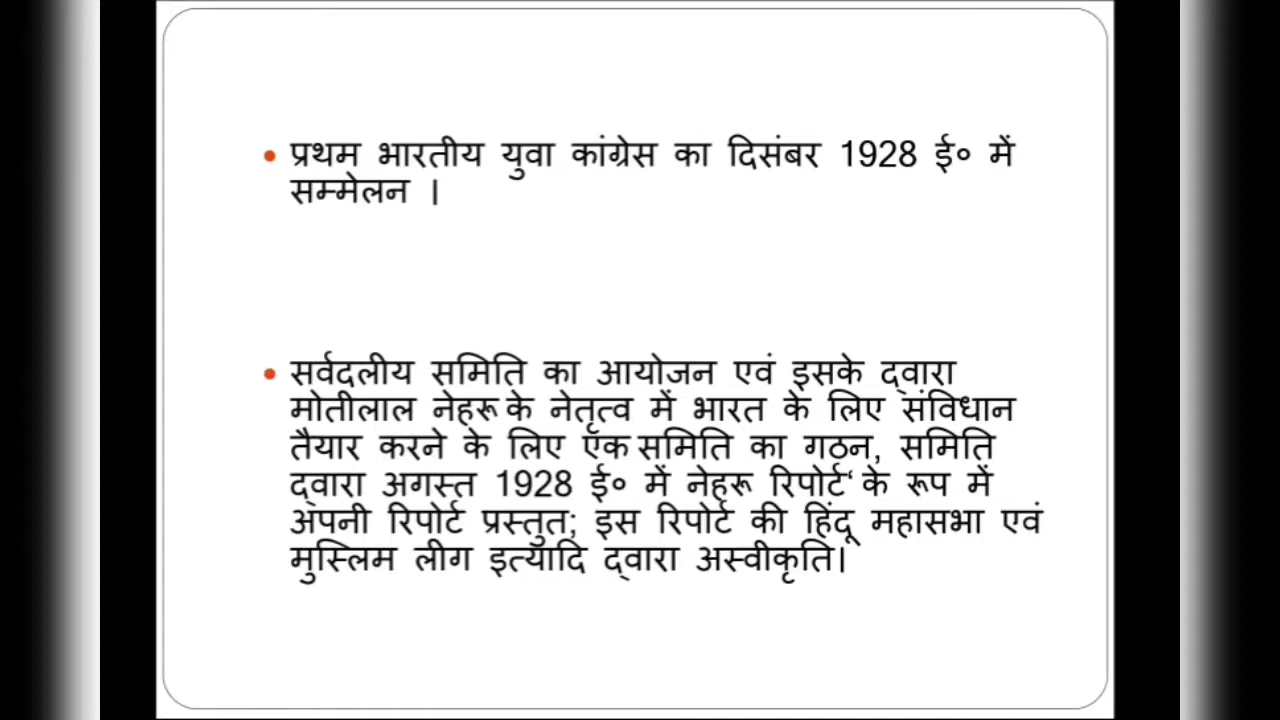 • प्रथम भारतीय युवा कांग्रेस का दिसंबर 1928 ई० में
सम्मेलन ।
• सर्वदलीय समिति का आयोजन एवं इसके द्वारा
मोतीलाल नेहरू के नेतृत्व में भारत के लिए संविधान
तैयार करने के लिए एक समिति का गठन, समिति
द्वारा अगस्त 1928 ई० में नेहरू रिपोर्ट‘ के रूप में
अपनी रिपोर्ट प्रस्तुत; इस रिपोर्ट की हिंदू महासभा एवं
मुस्लिम लीग इत्यादि द्वारा अस्वीकृति।